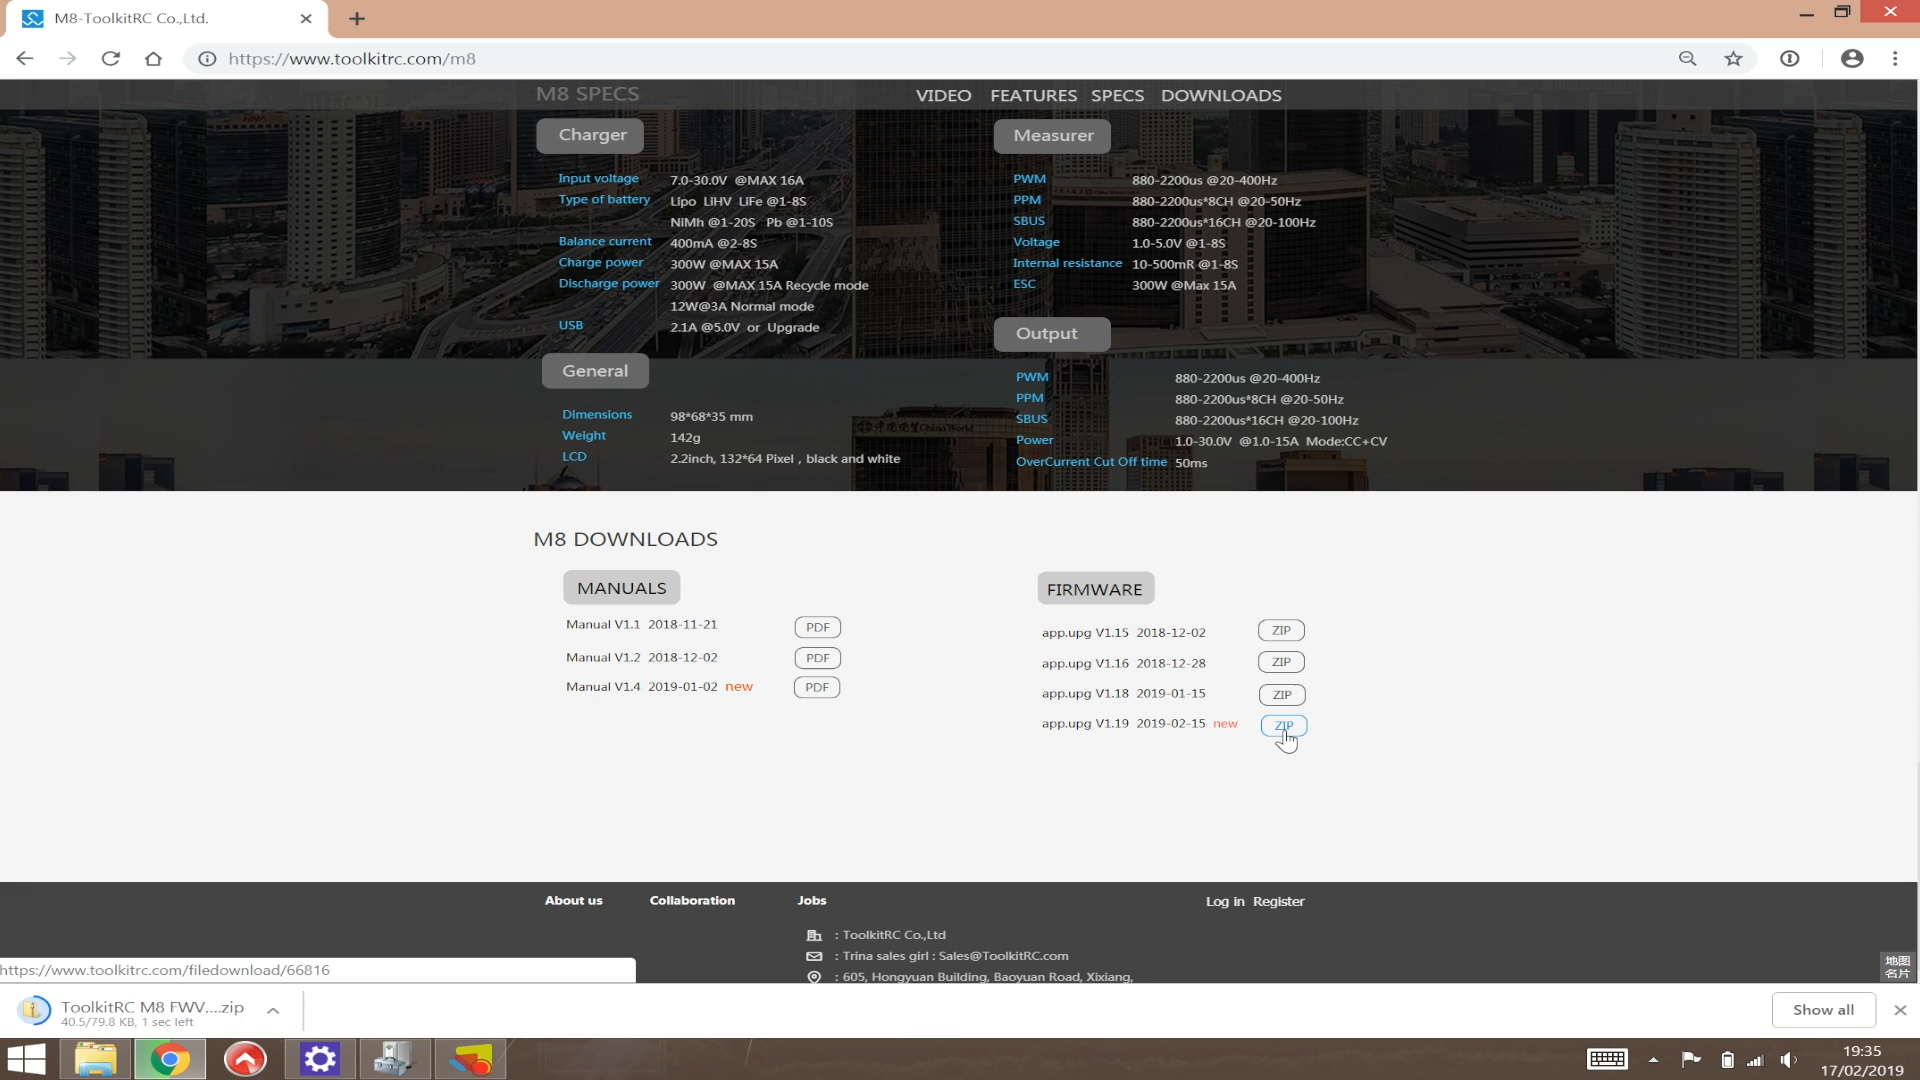 M8-ToolkitRC Co.,Ltd.
https://www.toolkitrc.com/m8
M8 SPECS
VIDEO FEATURES SPECS DOWNLOADS
Charger
Input voltage 7.0-30.0V @MAX 16A
Type of battery Lipo LiHV LiFe @1-8S
NiMh @1-20S Pb @1-10S
Balance current 400mA @2-8S
Charge power 300W @MAX 15A
Discharge power 300W @MAX 15A Recycle mode
12W@3A Normal mode
USB 2.1A @5.0V or Upgrade
General
Dimensions 98*68*35 mm
Weight 142g
LCD 2.2inch, 132*64 Pixel , black and white
Measurer
PWM 880-2200us @20-400Hz
PPM 880-2200us*8CH @20-50Hz
SBUS 880-2200us*16CH @20-100Hz
Voltage 1.0-5.0V @1-8S
Internal resistance 10-500mR @1-8S
ESC 300W @Max 15A
Output
PWM 880-2200us @20-400Hz
PPM 880-2200us*8CH @20-50Hz
SBUS 880-2200us*16CH @20-100Hz
Power 1.0-30.0V @1.0-15A Mode:CC+CV
OverCurrent Cut Off time 50ms
China World
M8 DOWNLOADS
MANUALS
Manual V1.1 2018-11-21 PDF
Manual V1.2 2018-12-02 PDF
Manual V1.4 2019-01-02 new PDF
FIRMWARE
app.upg V1.15 2018-12-02 ZIP
app.upg V1.16 2018-12-28 ZIP
app.upg V1.18 2019-01-15 ZIP
app.upg V1.19 2019-02-15 new ZIP
About us Collaboration Jobs Log in Register
: ToolkitRC Co.,Ltd
: Trina sales girl : Sales@ToolkitRC.com
: 605, Hongyuan Building, Baoyuan Road, Xixiang,
地图
名片
https://www.toolkitrc.com/filedownload/66816
ToolkitRC M8 FWV....zip
40.5/79.8 KB, 1 sec left
Show all
19:35
17/02/2019